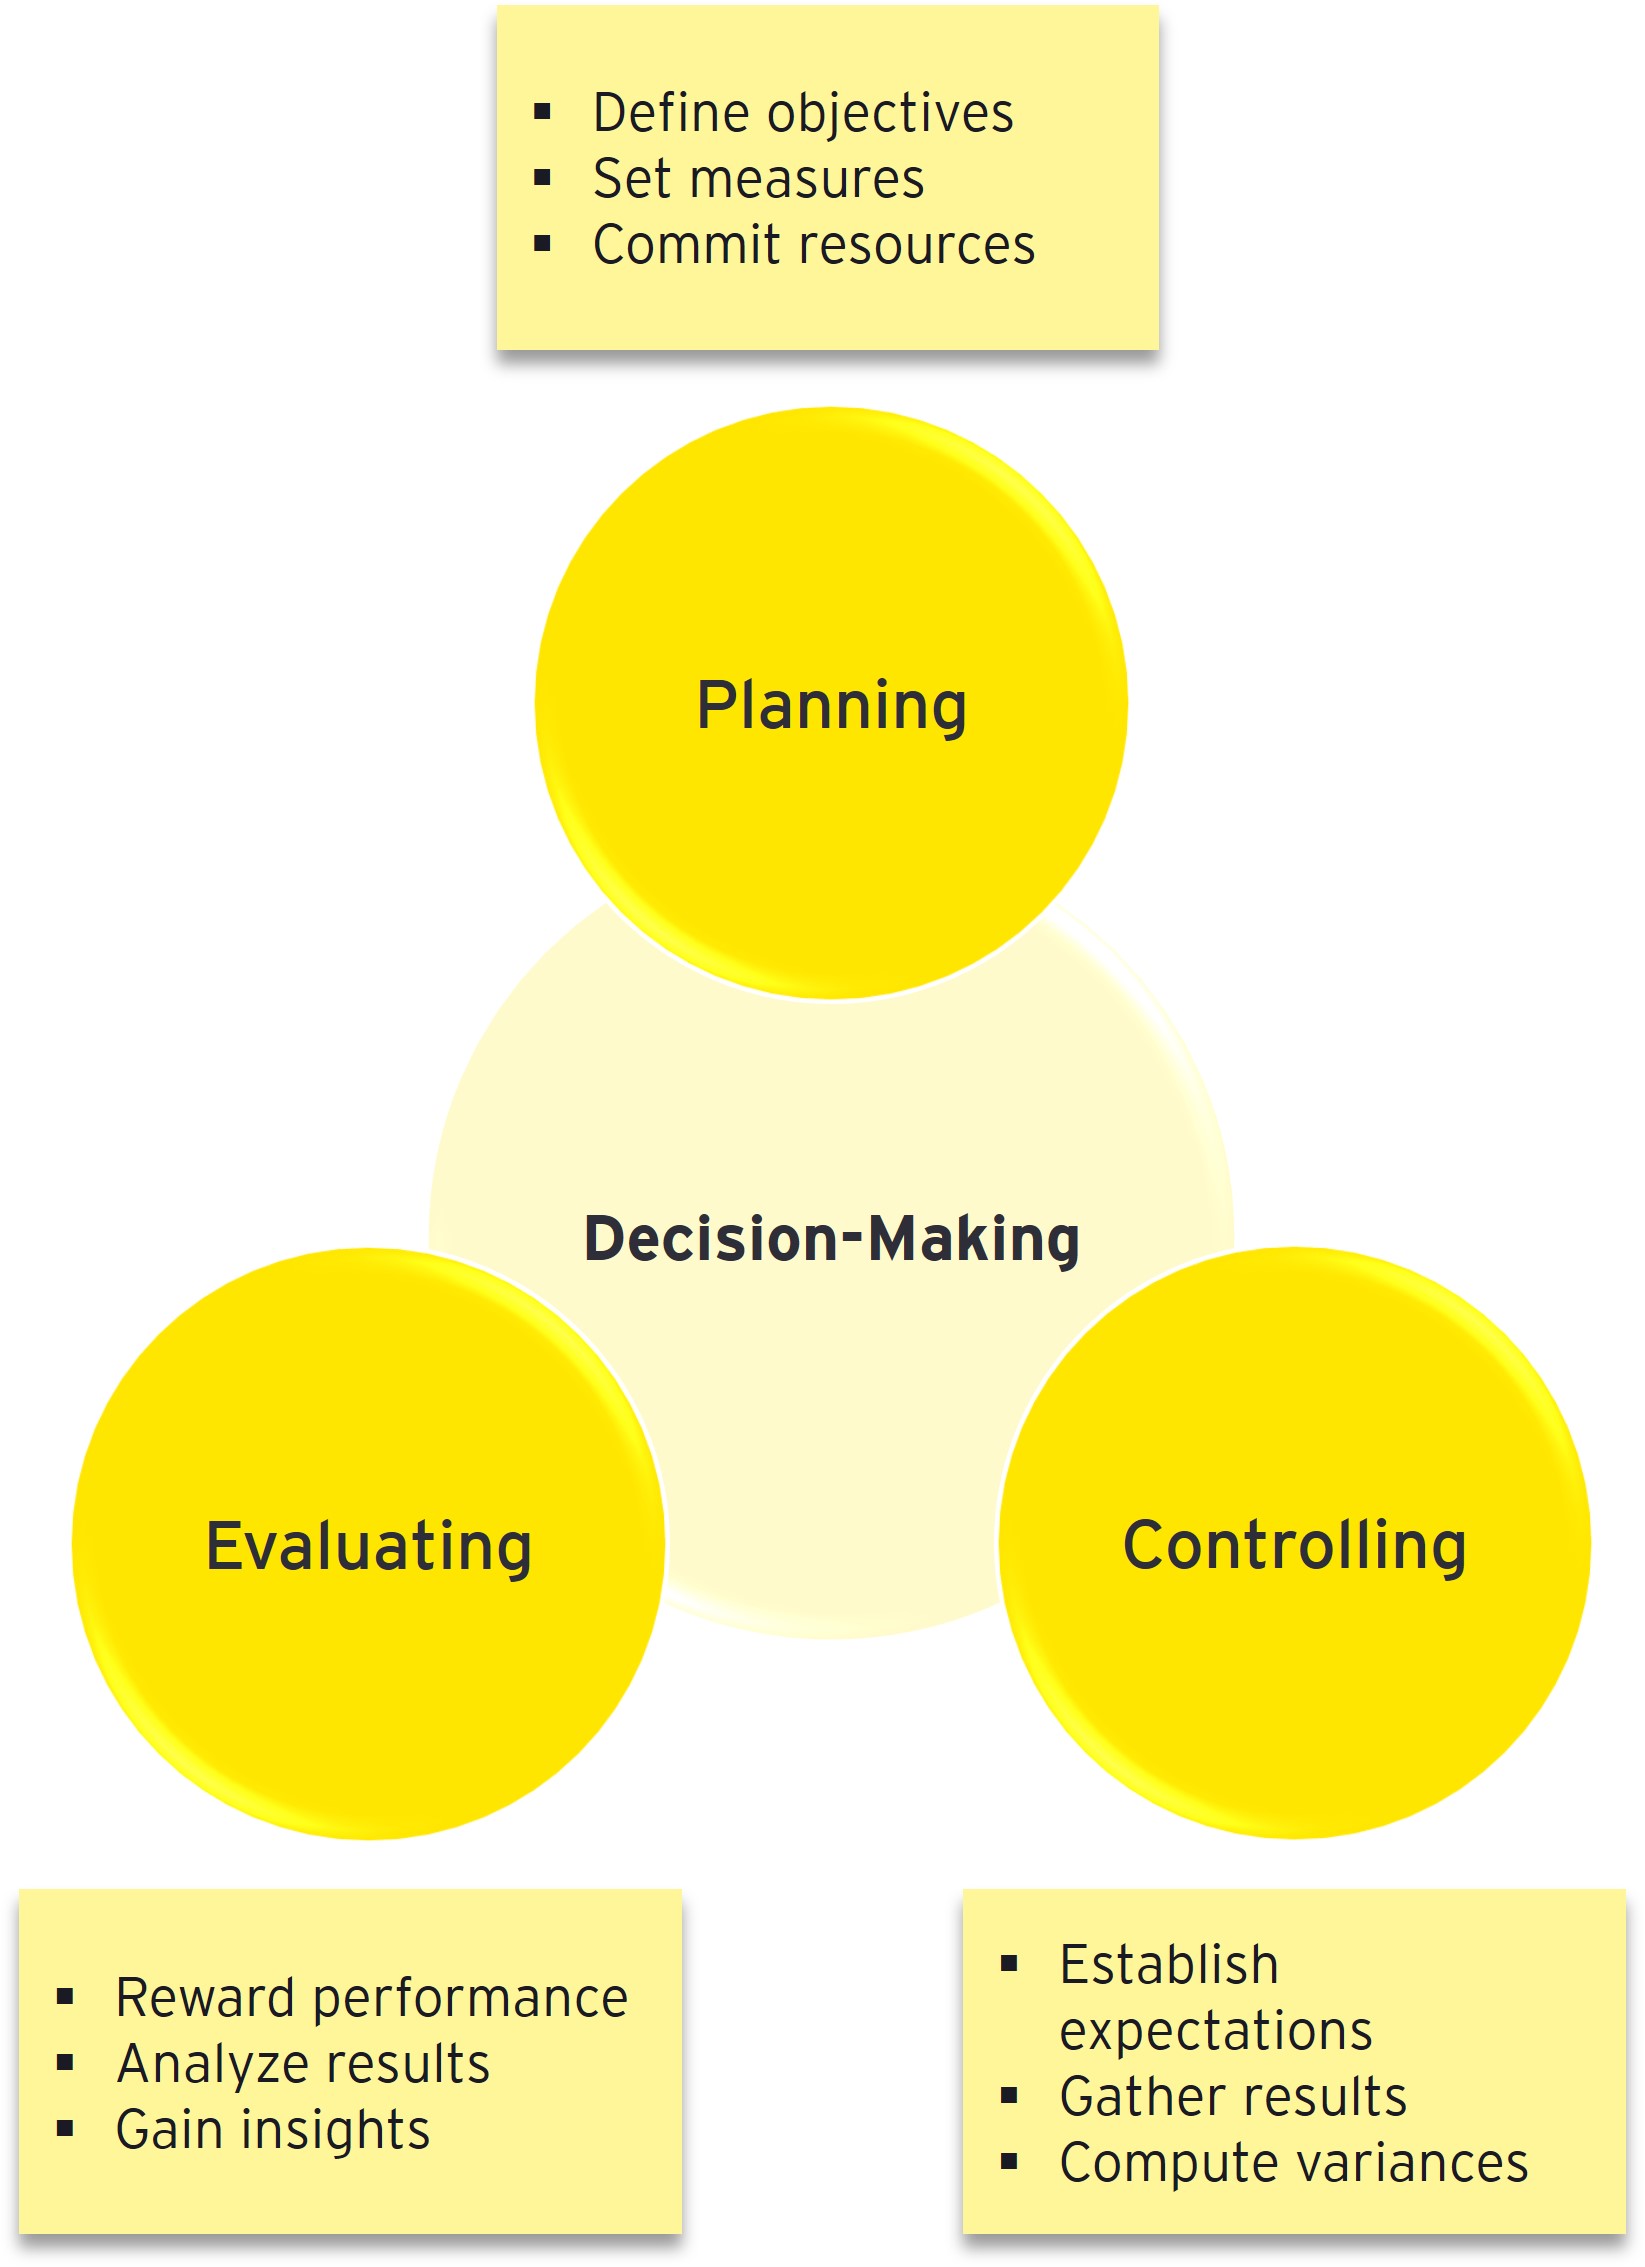 ▪ Define objectives
▪ Set measures
▪ Commit resources
Planning
Decision-Making
Evaluating
Controlling
▪ Reward performance
▪ Analyze results
▪ Gain insights
▪ Establish
expectations
▪ Gather results
▪ Compute variances